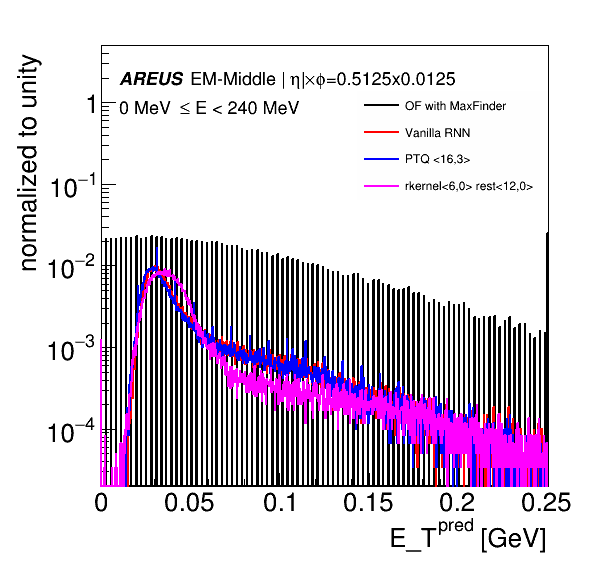 normalized to unity
AREUS EM-Middle | η|×ϕ=0.5125x0.0125
0 MeV ≤ E < 240 MeV
OF with MaxFinder
Vanilla RNN
PTQ <16,3>
rkernel<6,0> rest<12,0>
1
10⁻¹
10⁻²
10⁻³
10⁻⁴
0 0.05 0.1 0.15 0.2 0.25
E_T^pred [GeV]